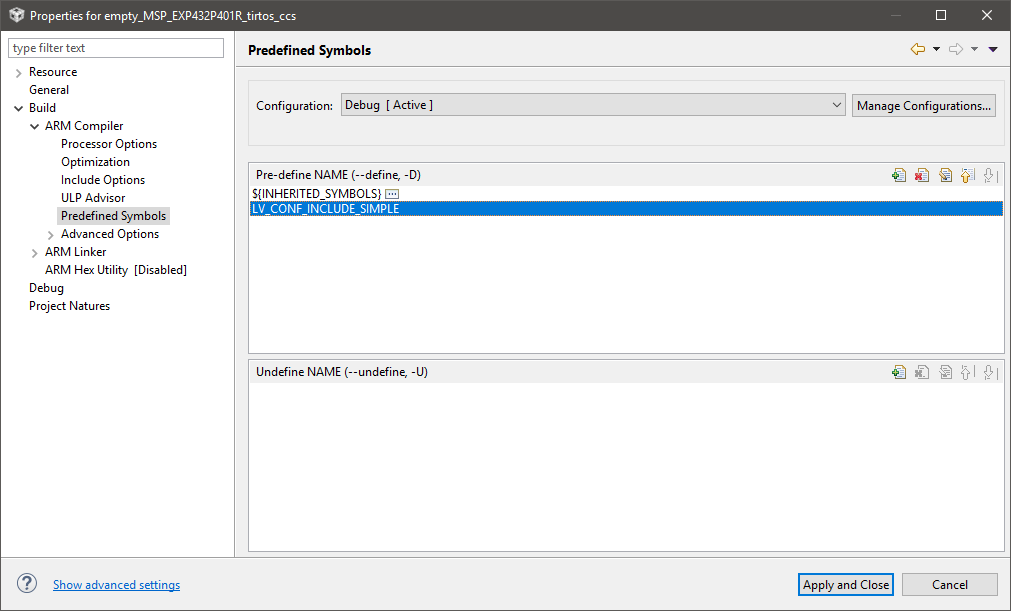 Properties for empty_MSP_EXP432P401R_tirtos_ccs
type filter text
Resource
General
Build
ARM Compiler
Processor Options
Optimization
Include Options
ULP Advisor
Predefined Symbols
Advanced Options
ARM Linker
ARM Hex Utility [Disabled]
Debug
Project Natures
Predefined Symbols
Configuration: Debug [ Active ] Manage Configurations...
Pre-define NAME (--define, -D)
${INHERITED_SYMBOLS}
LV_CONF_INCLUDE_SIMPLE
Undefine NAME (--undefine, -U)
? Show advanced settings Apply and Close Cancel